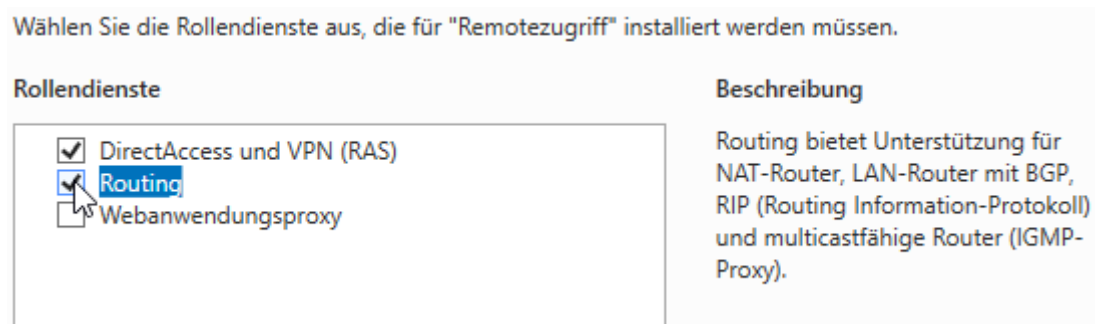 Wählen Sie die Rollendienste aus, die für "Remotezugriff" installiert werden müssen.
Rollendienste
DirectAccess und VPN (RAS)
Routing
Webanwendungsproxy
Beschreibung
Routing bietet Unterstützung für
NAT-Router, LAN-Router mit BGP,
RIP (Routing Information-Protokoll)
und multicastfähige Router (IGMP-
Proxy).